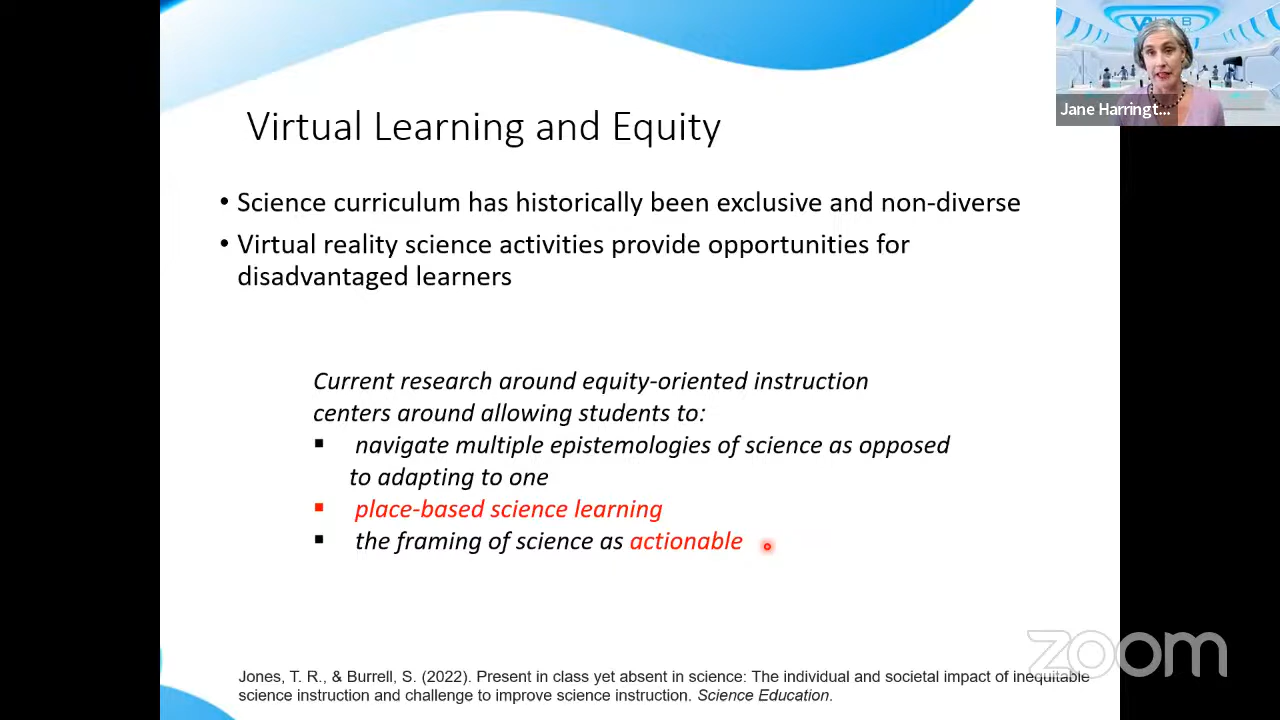 VR LAB
Jane Harringt...
Virtual Learning and Equity
• Science curriculum has historically been exclusive and non-diverse
• Virtual reality science activities provide opportunities for
disadvantaged learners
Current research around equity-oriented instruction
centers around allowing students to:
▪ navigate multiple epistemologies of science as opposed
to adapting to one
▪ place-based science learning
▪ the framing of science as actionable
zoom
Jones, T. R., & Burrell, S. (2022). Present in class yet absent in science: The individual and societal impact of inequitable
science instruction and challenge to improve science instruction. Science Education.